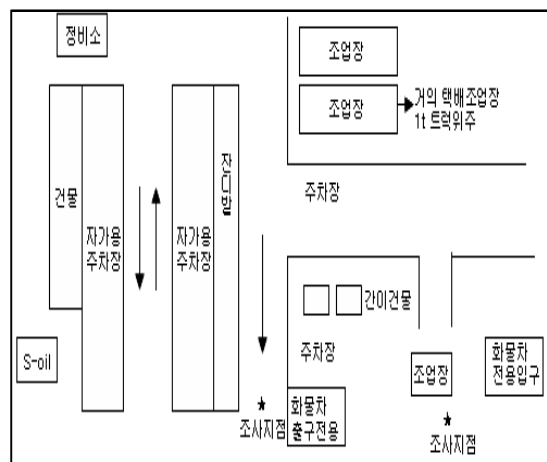 정비소
조업장
조업장
거의 택배조업장
1t 트럭위주
건물
자가용
주차장
자가용
주차장
잔디밭
주차장
간이건물
주차장
S-oil
화물차
출구전용
조업장
화물차
전용입구
★
조사지점
★
조사지점